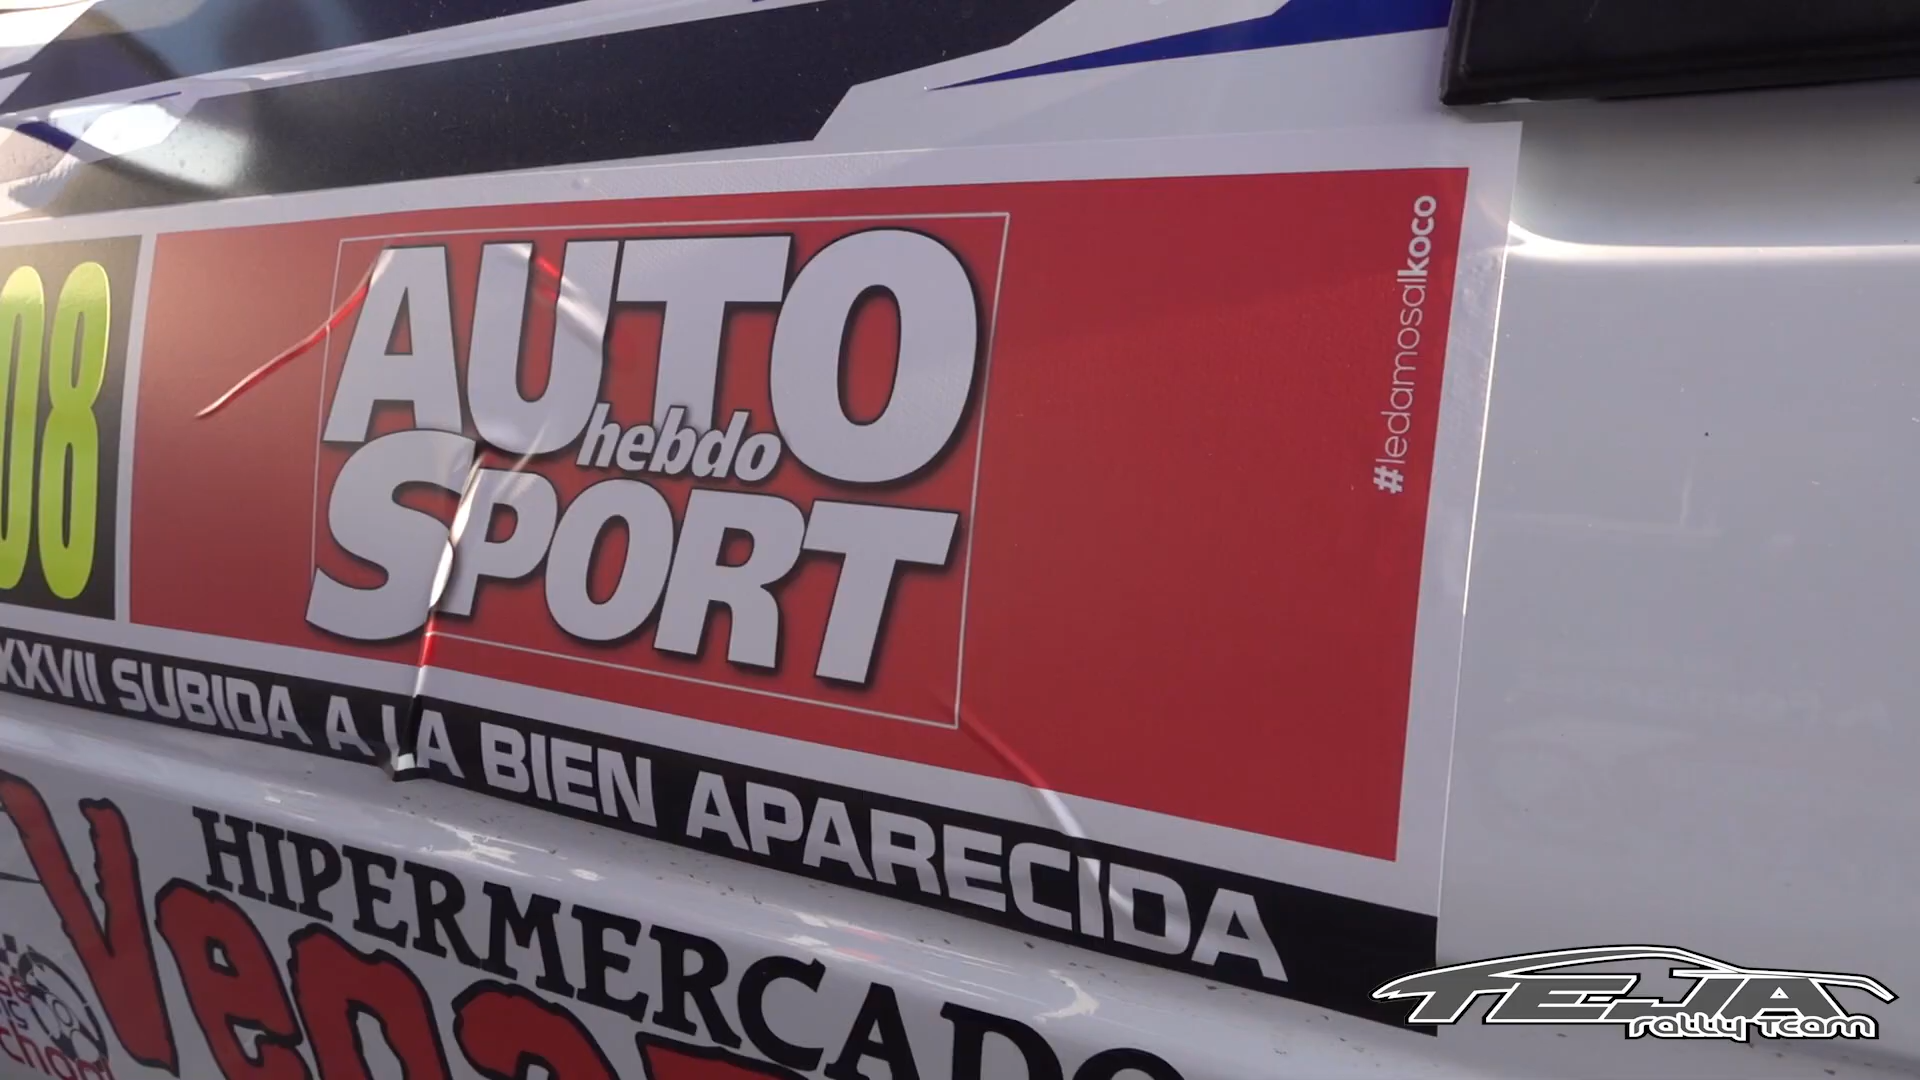 08
AUTO
hebdo
SPORT
#ledamosalkoco
XXVII SUBIDA A LA BIEN APARECIDA
HIPERMERCADO
TEJA
rally team